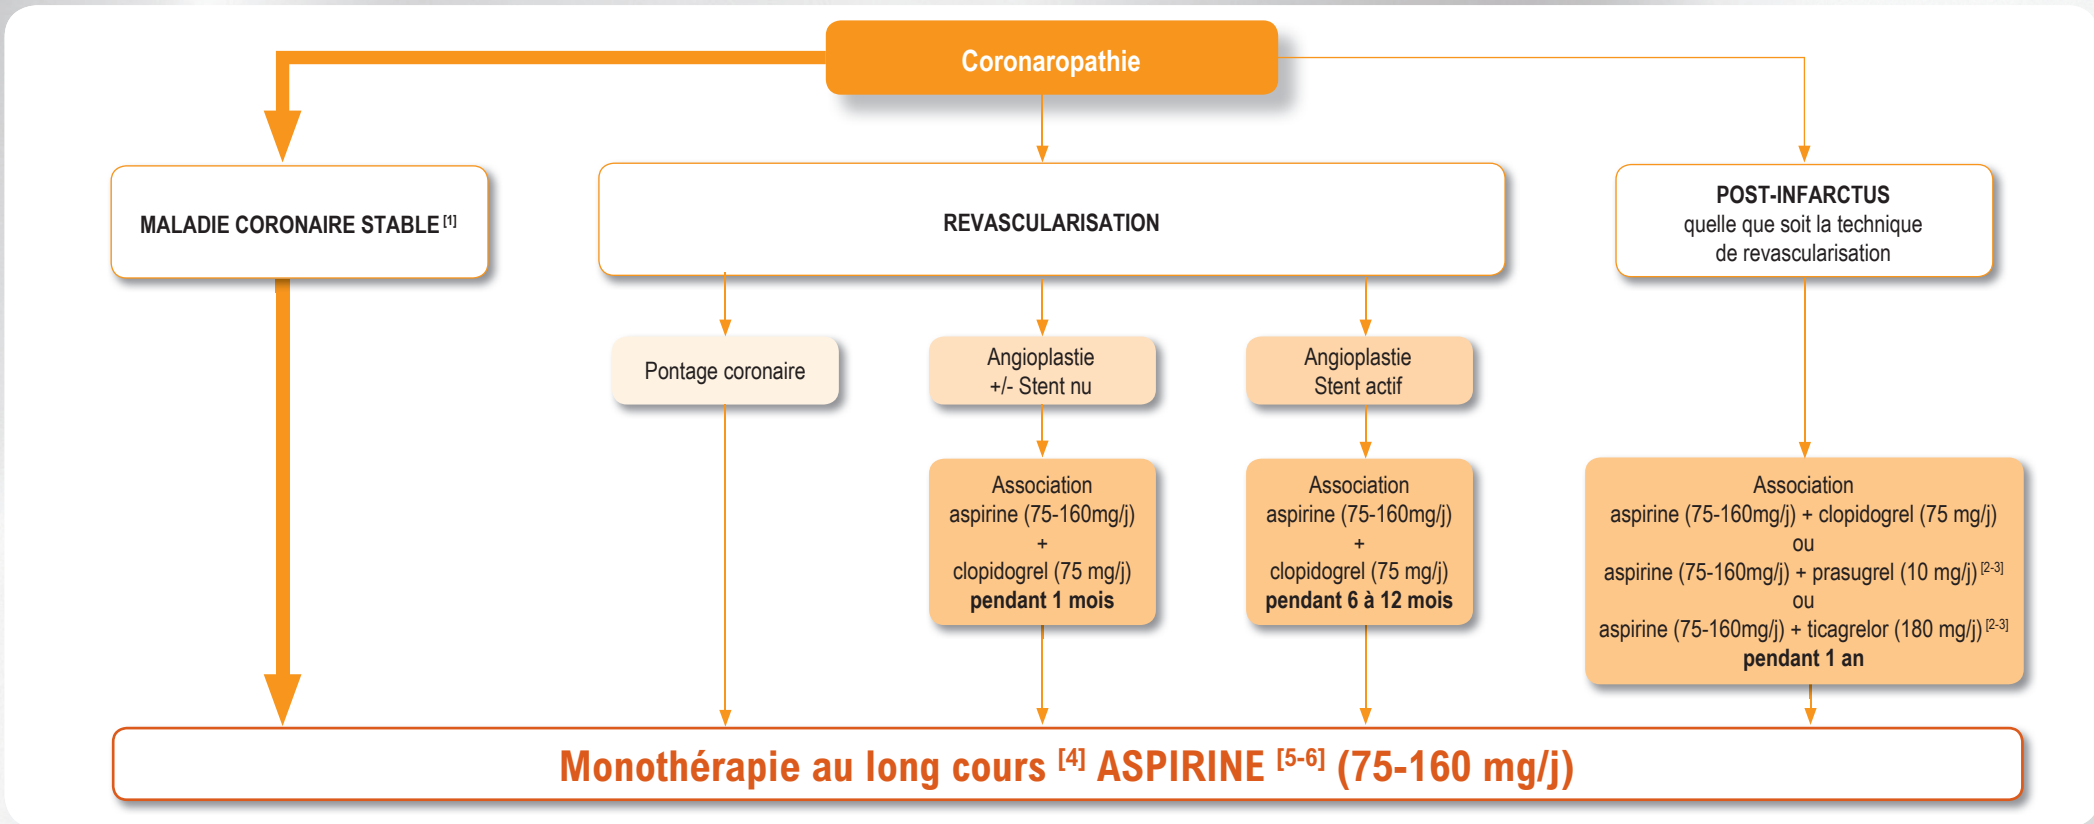 Coronaropathie
MALADIE CORONAIRE STABLE [1]
REVASCULARISATION
POST-INFARCTUS
quelle que soit la technique
de revascularisation
Pontage coronaire
Angioplastie
+/- Stent nu
Angioplastie
Stent actif
Association
aspirine (75-160mg/j)
+
clopidogrel (75 mg/j)
pendant 1 mois
Association
aspirine (75-160mg/j)
+
clopidogrel (75 mg/j)
pendant 6 à 12 mois
Association
aspirine (75-160mg/j) + clopidogrel (75 mg/j)
ou
aspirine (75-160mg/j) + prasugrel (10 mg/j) [2-3]
ou
aspirine (75-160mg/j) + ticagrelor (180 mg/j) [2-3]
pendant 1 an
Monothérapie au long cours [4] ASPIRINE [5-6] (75-160 mg/j)